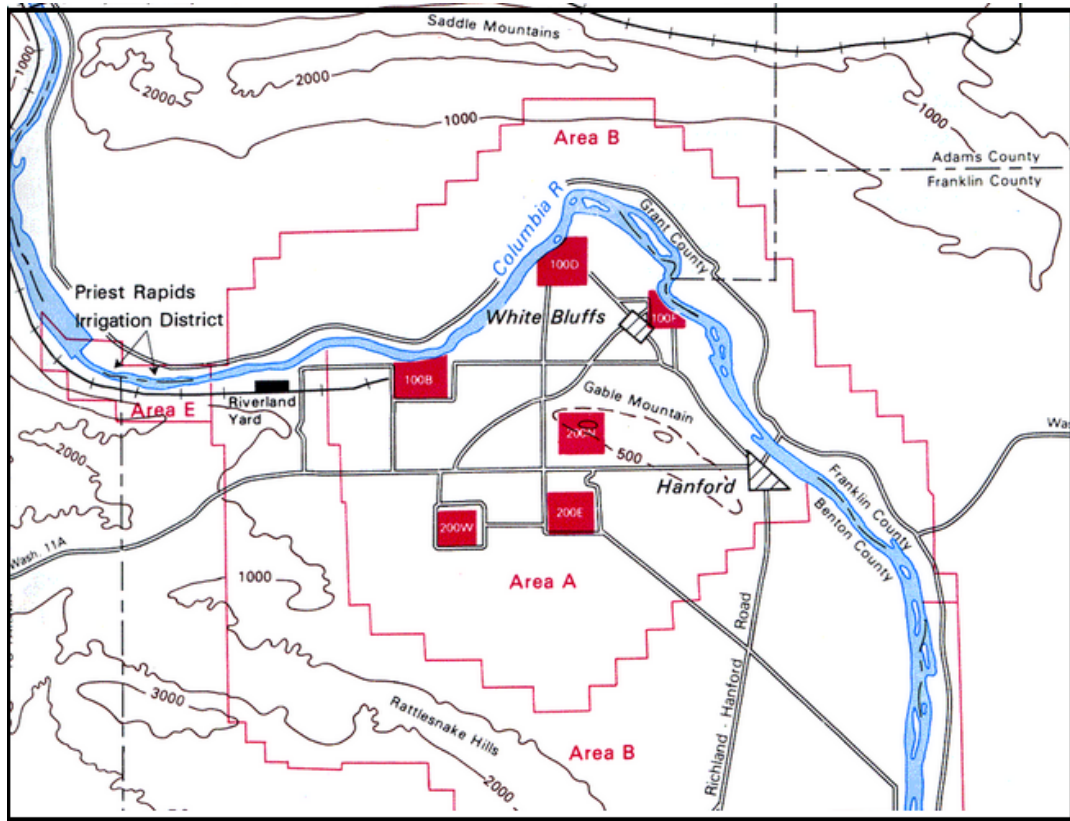 Saddle Mountains
1000
2000
2000
1000
1000
Area B
Adams County
Franklin County
Columbia R
Grant County
100D
Priest Rapids
Irrigation District
White Bluffs
100F
100B
Riverland
Yard
Area E
Gable Mountain
200N
500
2000
Hanford
Franklin County
Benton County
200W
200E
Wash. 11A
1000
Area A
Richland - Hanford Road
3000
Rattlesnake Hills
2000
Area B